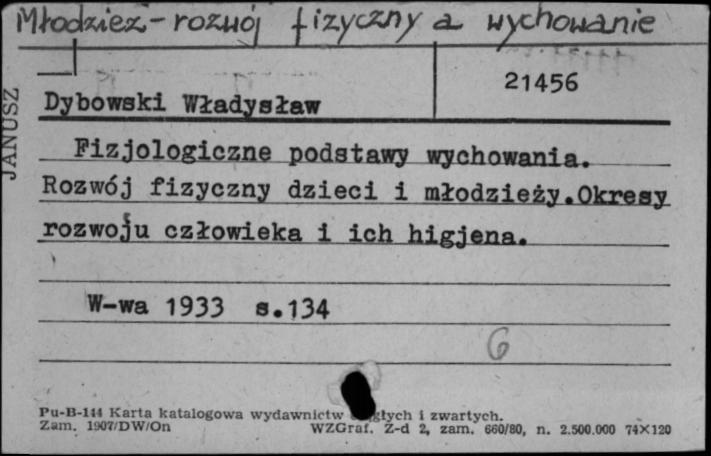 Młodzież - rozwój fizyczny a wychowanie
21456
JANUSZ
Dybowski Władysław
Fizjologiczne podstawy wychowania.
Rozwój fizyczny dzieci i młodzieży.Okresy
rozwoju człowieka i ich higjena.
W-wa 1933 s.134
6
Pu-B-144 Karta katalogowa wydawnictw i zwartych.
Zam. 1907/DW/On WZGraf. Z-d 2, zam. 660/80, n. 2.500.000 74×120